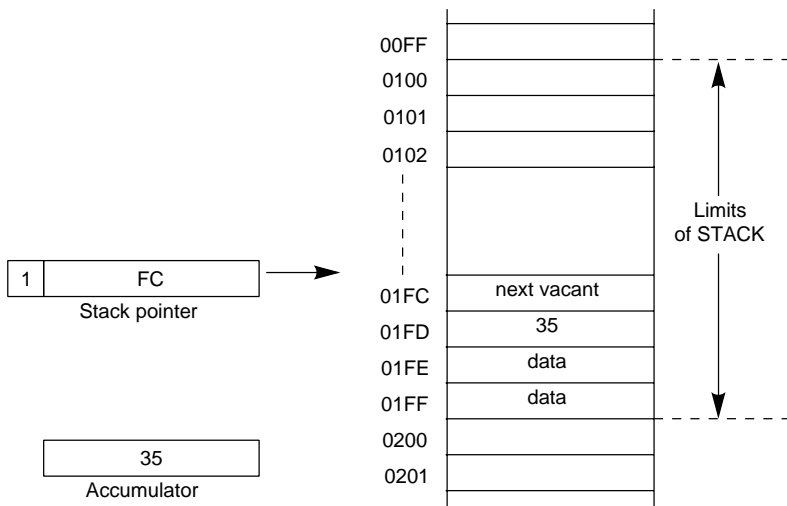 00FF
0100
0101
0102
Limits
of STACK
1 FC
Stack pointer
01FC next vacant
01FD 35
01FE data
01FF data
0200
0201
35
Accumulator